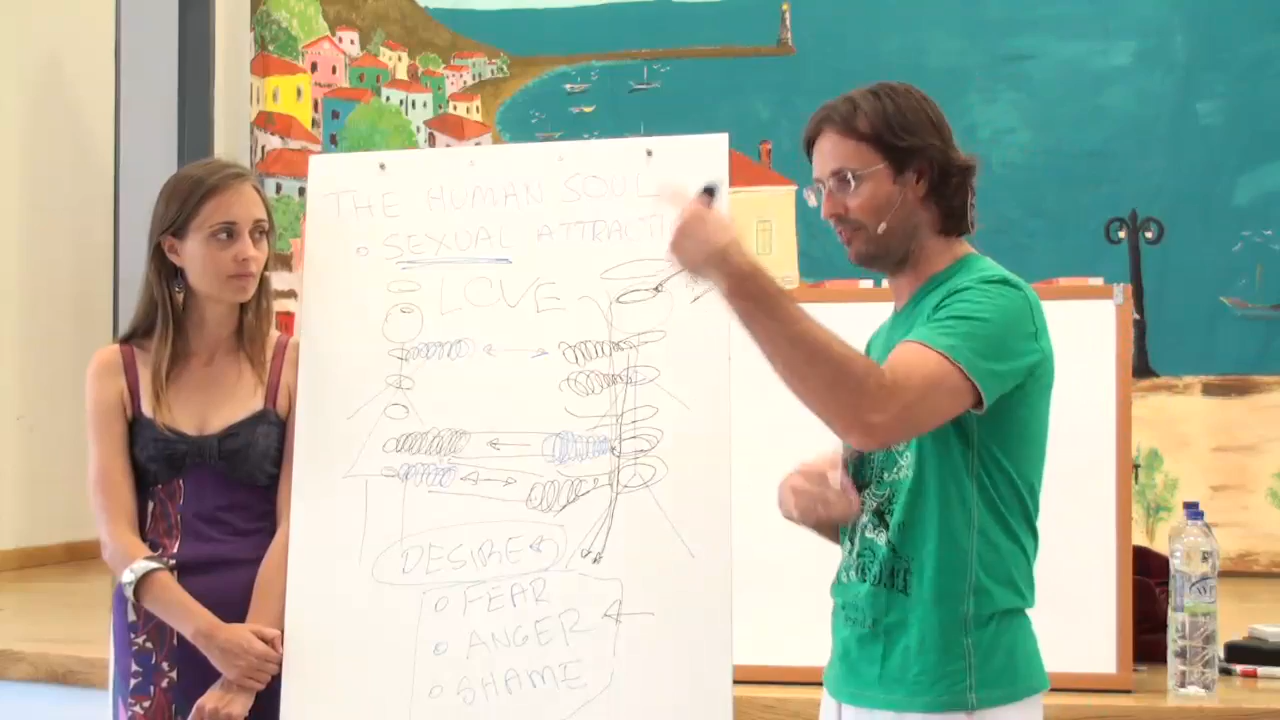 THE HUMAN SOUL
SEXUAL ATTRACTI
LOVE
DESIRE
FEAR
ANGER
SHAME